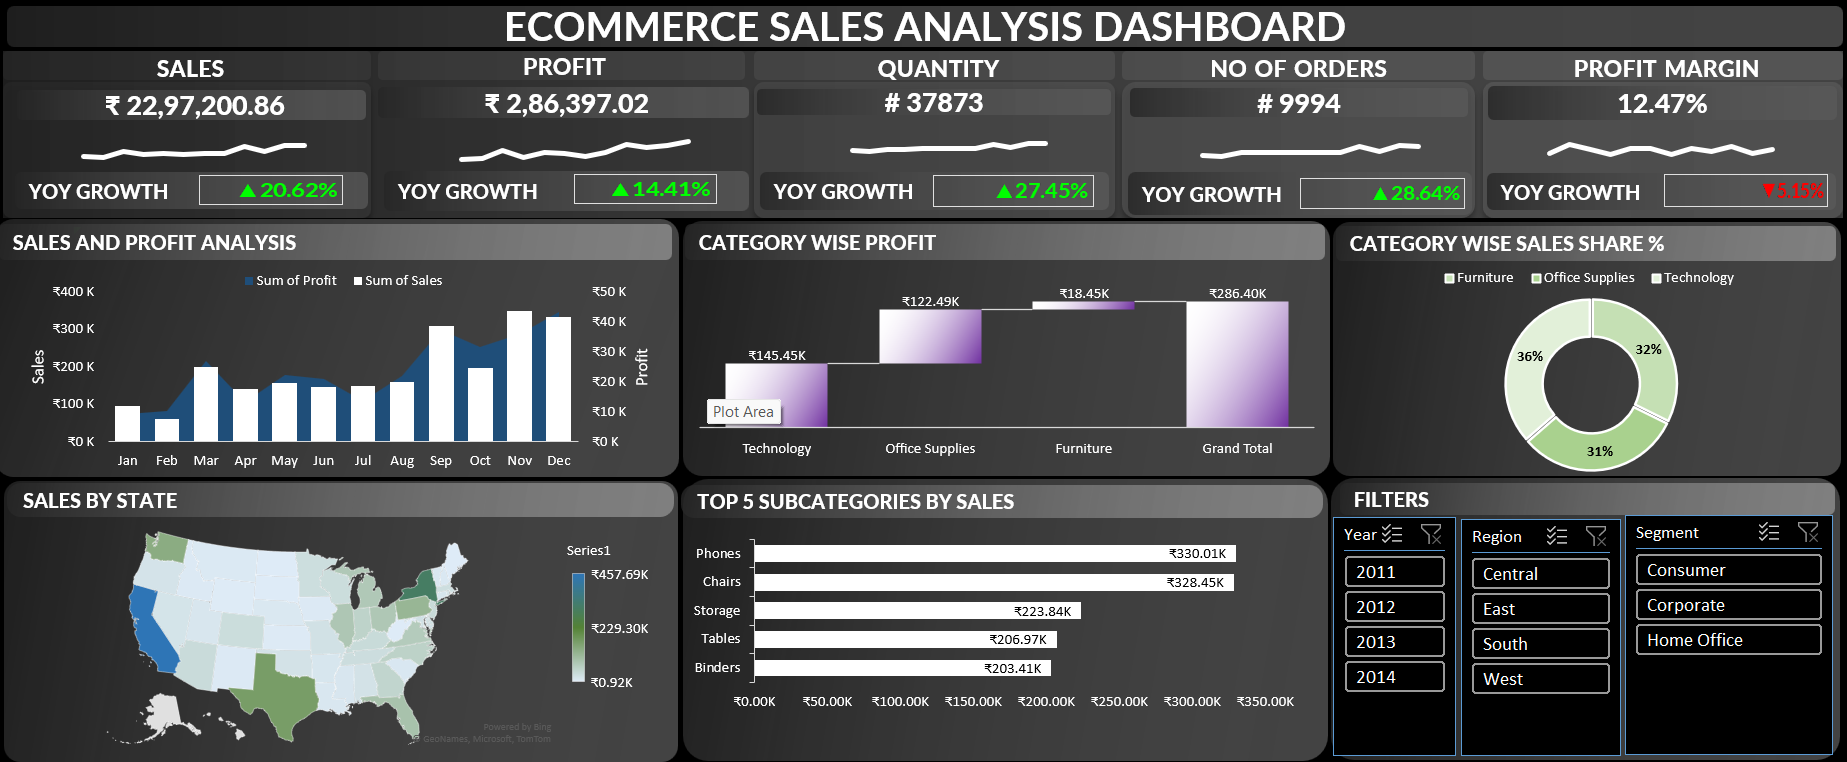 ECOMMERCE SALES ANALYSIS DASHBOARD
SALES
₹ 22,97,200.86
YOY GROWTH ▲20.62%
PROFIT
₹ 2,86,397.02
YOY GROWTH ▲14.41%
QUANTITY
# 37873
YOY GROWTH ▲27.45%
NO OF ORDERS
# 9994
YOY GROWTH ▲28.64%
PROFIT MARGIN
12.47%
YOY GROWTH ▼5.15%
SALES AND PROFIT ANALYSIS
Sum of Profit Sum of Sales
₹400 K
₹300 K
₹200 K
₹100 K
₹0 K
Sales
₹50 K
₹40 K
₹30 K
₹20 K
₹10 K
₹0 K
Profit
Jan Feb Mar Apr May Jun Jul Aug Sep Oct Nov Dec
CATEGORY WISE PROFIT
₹145.45K
₹122.49K
₹18.45K
₹286.40K
Plot Area
Technology Office Supplies Furniture Grand Total
CATEGORY WISE SALES SHARE %
Furniture Office Supplies Technology
36%
32%
31%
SALES BY STATE
Series1
₹457.69K
₹229.30K
₹0.92K
Powered by Bing
GeoNames, Microsoft, TomTom
TOP 5 SUBCATEGORIES BY SALES
Phones ₹330.01K
Chairs ₹328.45K
Storage ₹223.84K
Tables ₹206.97K
Binders ₹203.41K
₹0.00K ₹50.00K ₹100.00K ₹150.00K ₹200.00K ₹250.00K ₹300.00K ₹350.00K
FILTERS
Year
2011
2012
2013
2014
Region
Central
East
South
West
Segment
Consumer
Corporate
Home Office